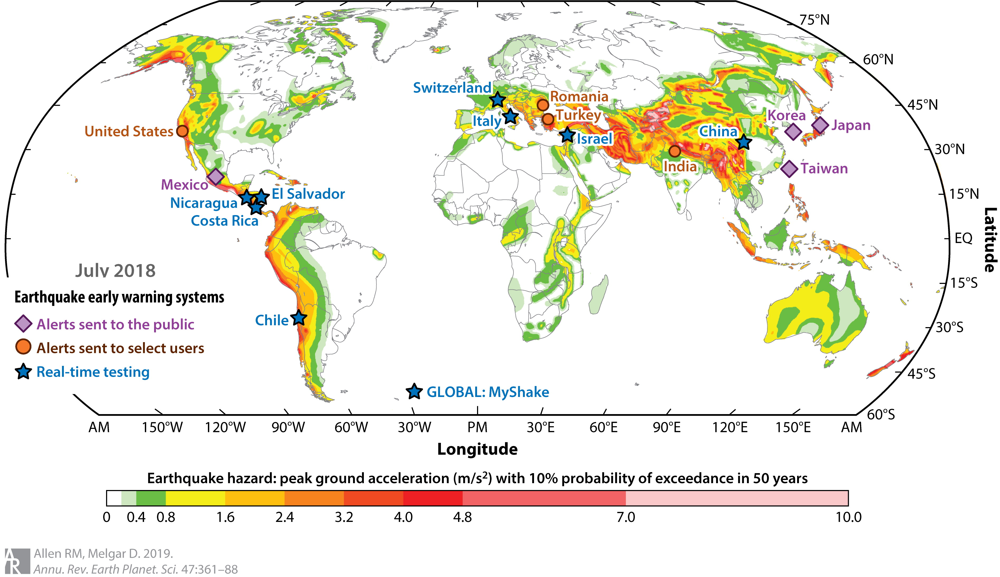 75°N
60°N
45°N
30°N
15°N
EQ
15°S
30°S
45°S
60°S
Latitude
Switzerland
Romania
Italy
Turkey
Israel
United States
Korea
Japan
China
India
Taiwan
Mexico
El Salvador
Nicaragua
Costa Rica
Chile
GLOBAL: MyShake
July 2018
Earthquake early warning systems
Alerts sent to the public
Alerts sent to select users
Real-time testing
AM 150°W 120°W 90°W 60°W 30°W PM 30°E 60°E 90°E 120°E 150°E AM
Longitude
Earthquake hazard: peak ground acceleration (m/s²) with 10% probability of exceedance in 50 years
0 0.4 0.8 1.6 2.4 3.2 4.0 4.8 7.0 10.0
AR
Allen RM, Melgar D. 2019.
Annu. Rev. Earth Planet. Sci. 47:361–88